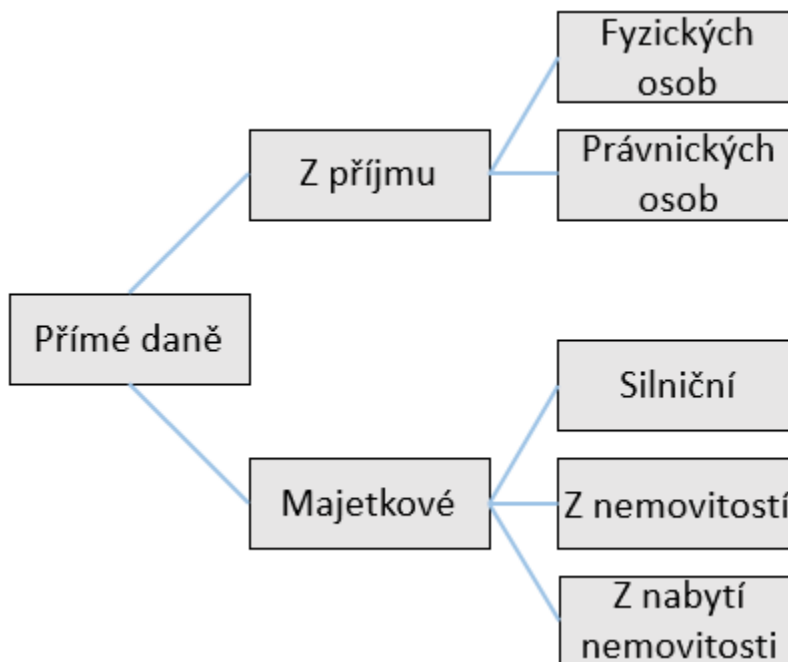 Fyzických
osob
Z příjmu
Právnických
osob
Přímé daně
Silniční
Majetkové
Z nemovitostí
Z nabytí
nemovitosti